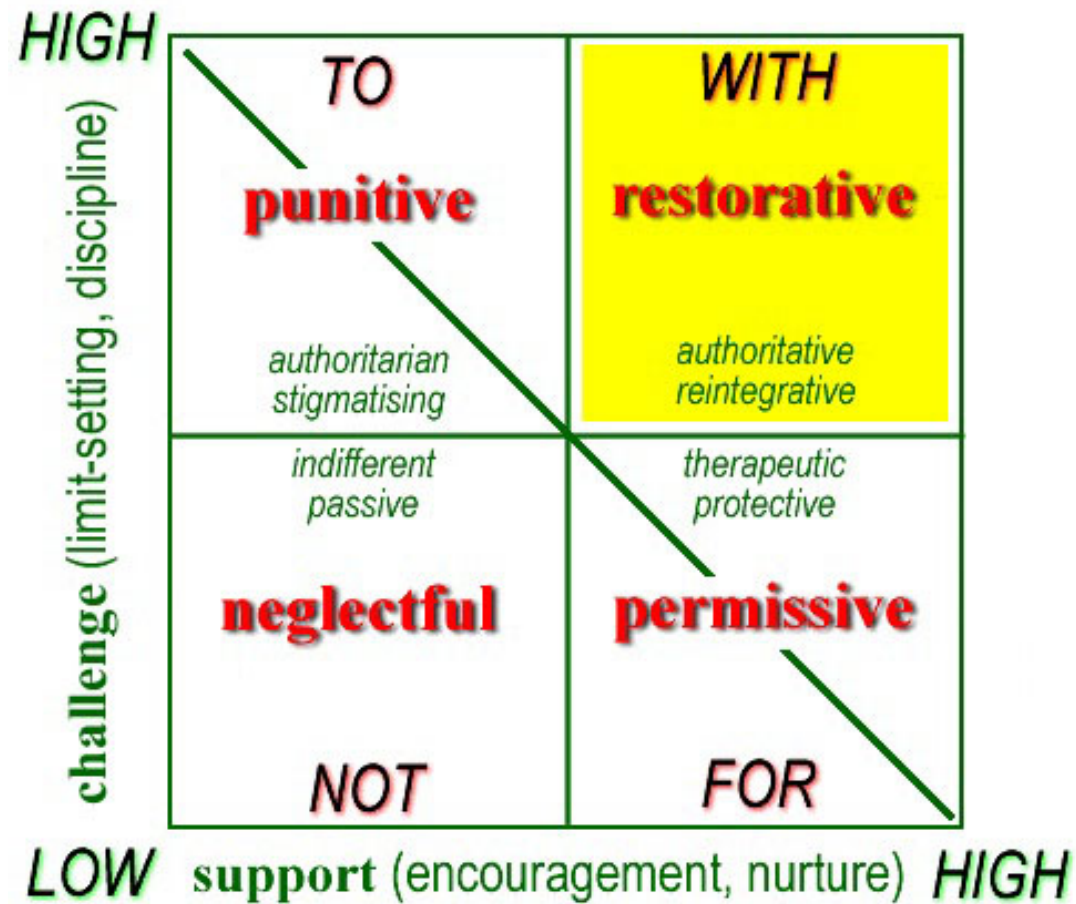 HIGH
TO
WITH
punitive
restorative
authoritarian
stigmatising
authoritative
reintegrative
indifferent
passive
therapeutic
protective
neglectful
permissive
NOT
FOR
challenge (limit-setting, discipline)
LOW support (encouragement, nurture) HIGH